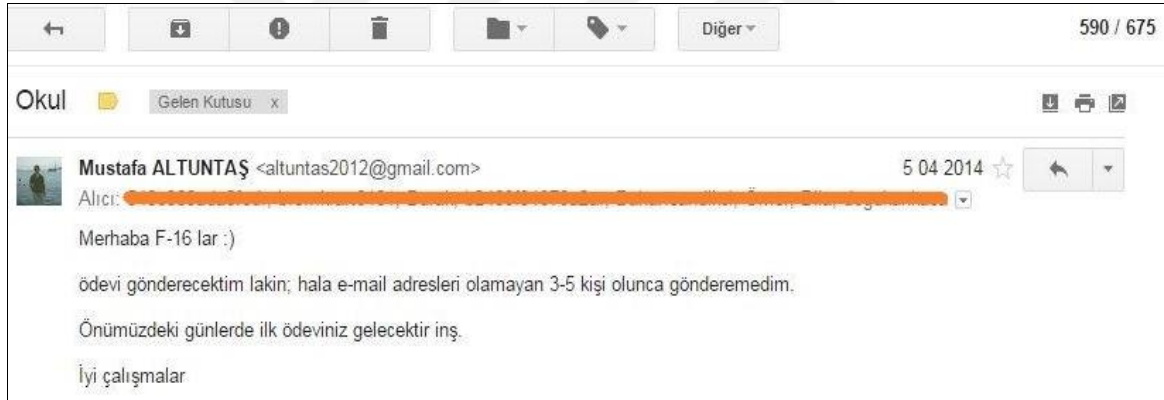 Diğer
590 / 675
Okul
Gelen Kutusu x
Mustafa ALTUNTAŞ <altuntas2012@gmail.com>
5 04 2014
Alıcı:
Merhaba F-16 lar :)
ödevi gönderecektim lakin; hala e-mail adresleri olamayan 3-5 kişi olunca gönderemedim.
Önümüzdeki günlerde ilk ödeviniz gelecektir inş.
İyi çalışmalar